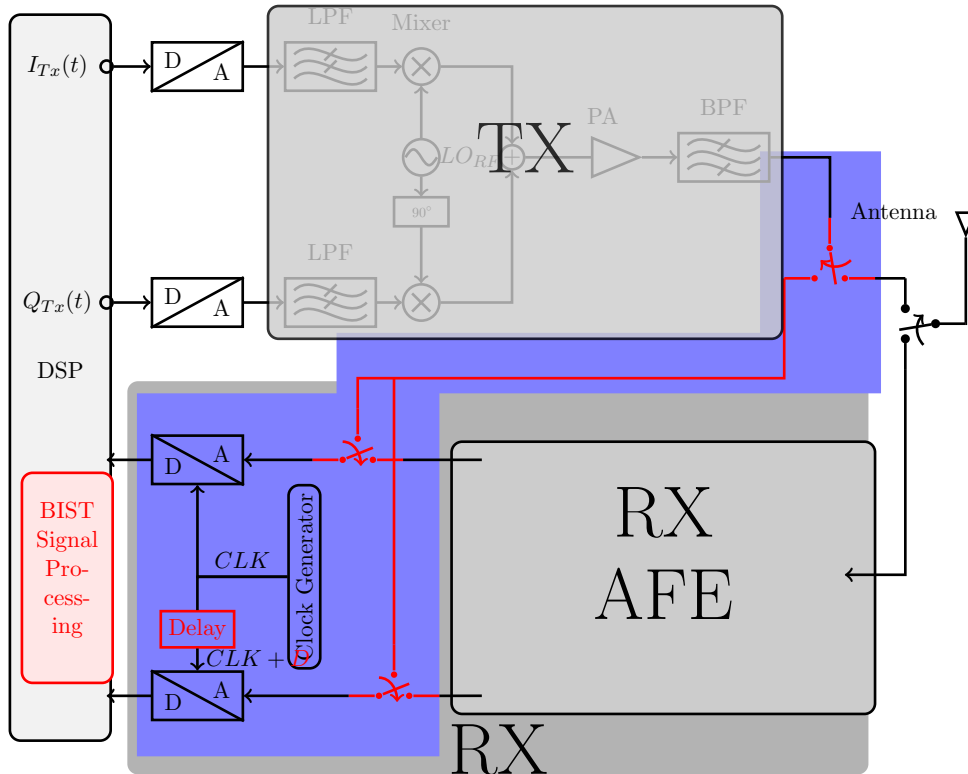 LPF
Mixer
I_{Tx}(t)
D
A
TX
PA
BPF
LO_{RF}
90°
Antenna
LPF
Q_{Tx}(t)
D
A
DSP
A
D
BIST
Signal
Pro-
cess-
ing
CLK
Clock Generator
Delay
CLK + D
A
D
RX
AFE
RX